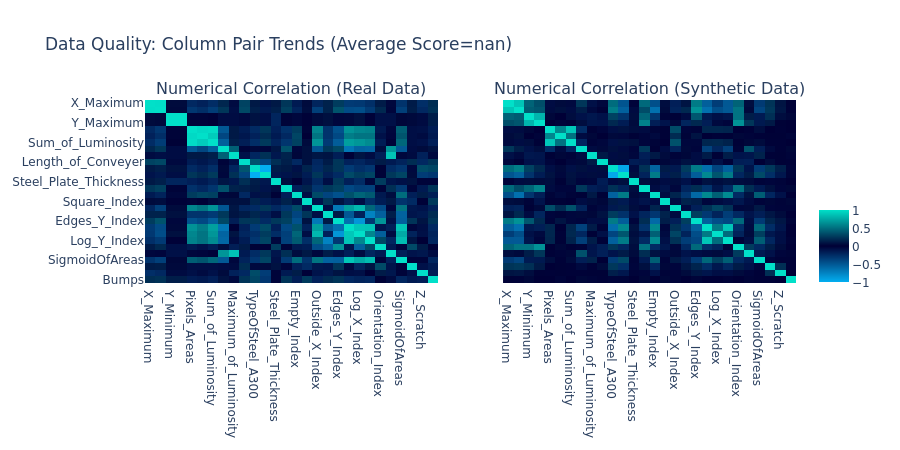 Data Quality: Column Pair Trends (Average Score=nan)
Numerical Correlation (Real Data)
Numerical Correlation (Synthetic Data)
X_Maximum
Y_Maximum
Sum_of_Luminosity
Length_of_Conveyer
Steel_Plate_Thickness
Square_Index
Edges_Y_Index
Log_Y_Index
SigmoidOfAreas
Bumps
X_Maximum
Y_Minimum
Pixels_Areas
Sum_of_Luminosity
Maximum_of_Luminosity
TypeOfSteel_A300
Steel_Plate_Thickness
Empty_Index
Outside_X_Index
Edges_Y_Index
Log_X_Index
Orientation_Index
SigmoidOfAreas
Z_Scratch
X_Maximum
Y_Minimum
Pixels_Areas
Sum_of_Luminosity
Maximum_of_Luminosity
TypeOfSteel_A300
Steel_Plate_Thickness
Empty_Index
Outside_X_Index
Edges_Y_Index
Log_X_Index
Orientation_Index
SigmoidOfAreas
Z_Scratch
1
0.5
0
−0.5
−1